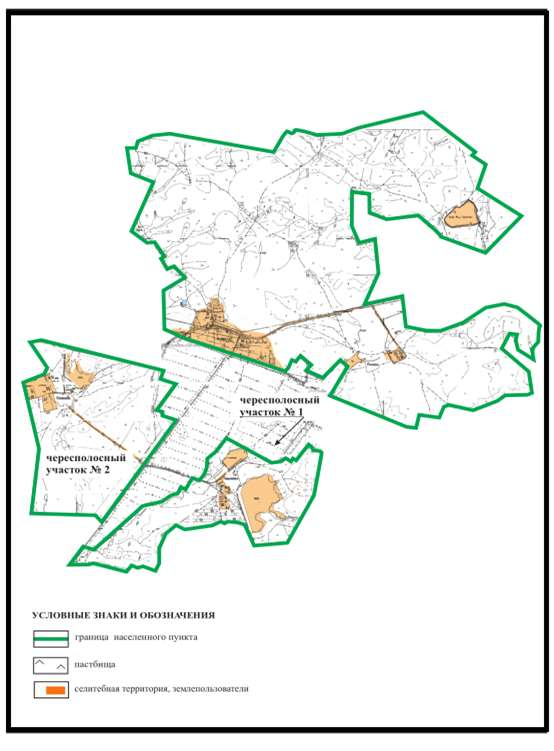 чересполосный
участок № 1
чересполосный
участок № 2
УСЛОВНЫЕ ЗНАКИ И ОБОЗНАЧЕНИЯ
граница населенного пункта
пастбища
селитебная территория, землепользователи